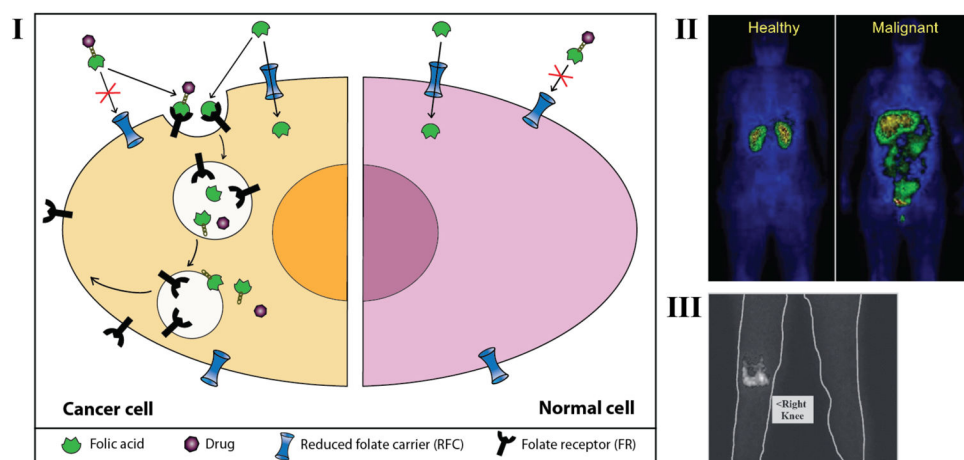 I
Cancer cell
Normal cell
Folic acid
Drug
Reduced folate carrier (RFC)
Folate receptor (FR)
II
Healthy
Malignant
III
<Right
Knee